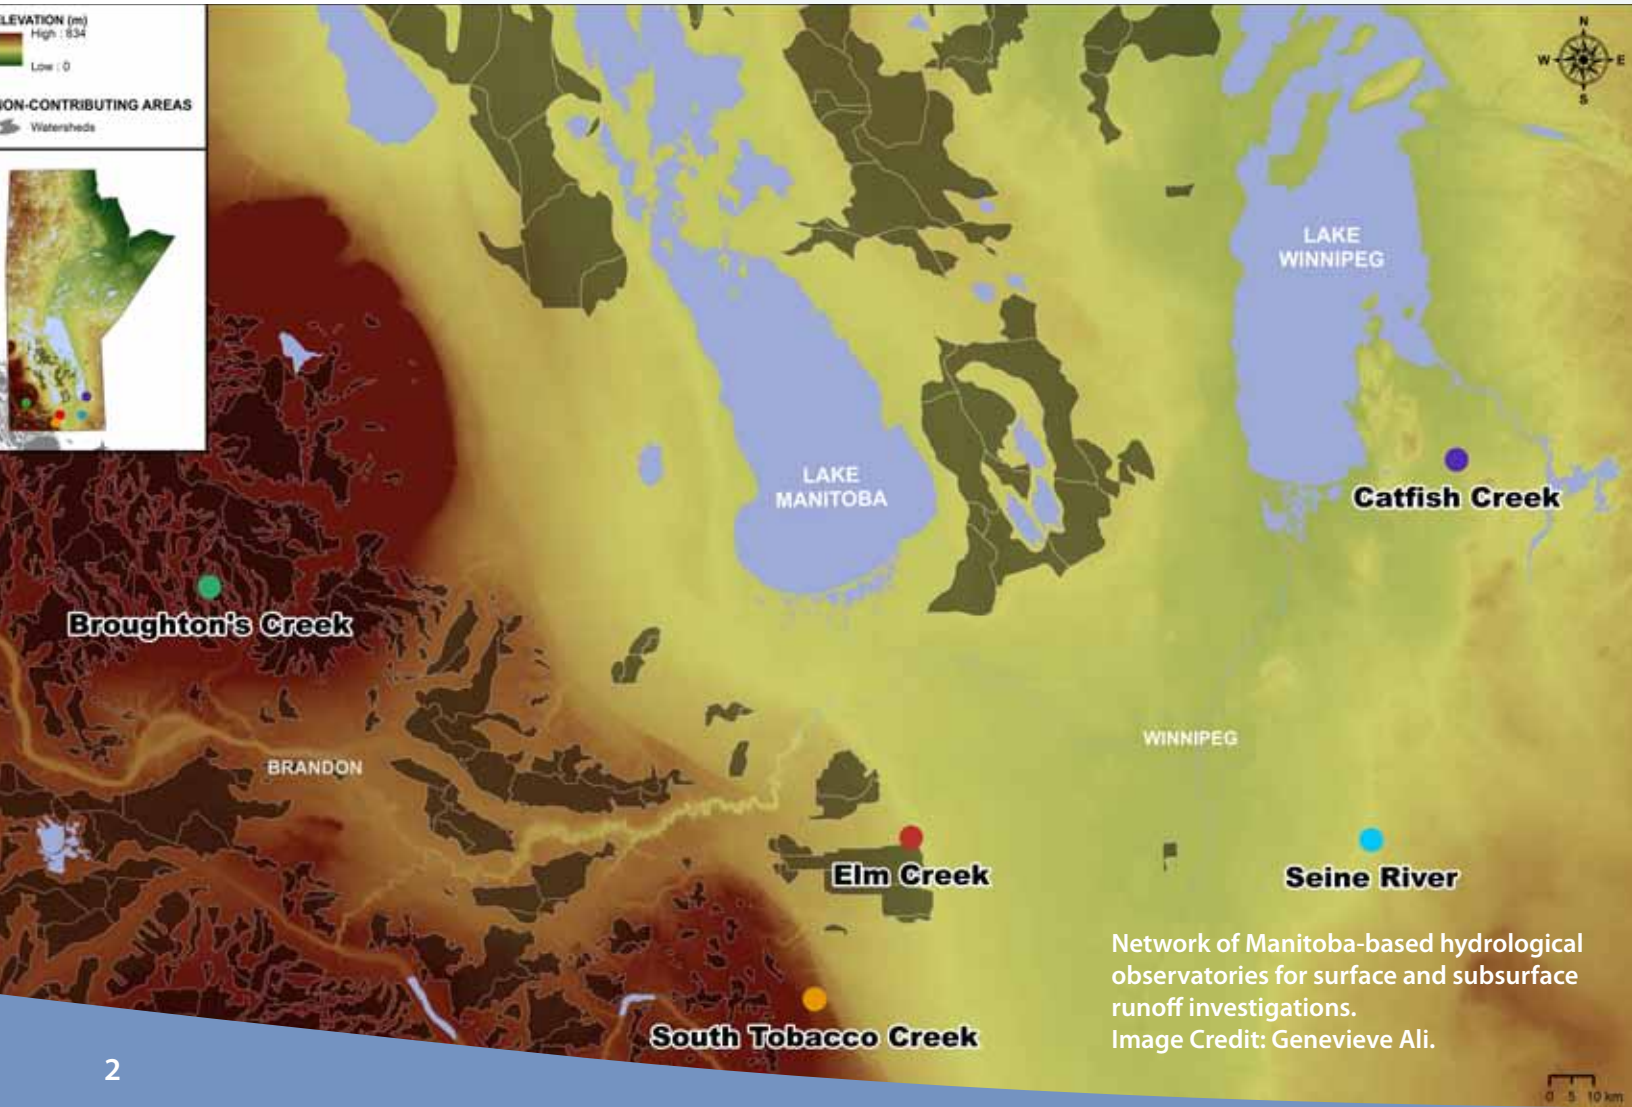 ELEVATION (m)
High : 834
Low : 0
NON-CONTRIBUTING AREAS
Watersheds
N
W E
S
LAKE
WINNIPEG
LAKE
MANITOBA
Catfish Creek
Broughton's Creek
WINNIPEG
BRANDON
Elm Creek
Seine River
Network of Manitoba-based hydrological
observatories for surface and subsurface
runoff investigations.
Image Credit: Genevieve Ali.
South Tobacco Creek
2
0 5 10 km